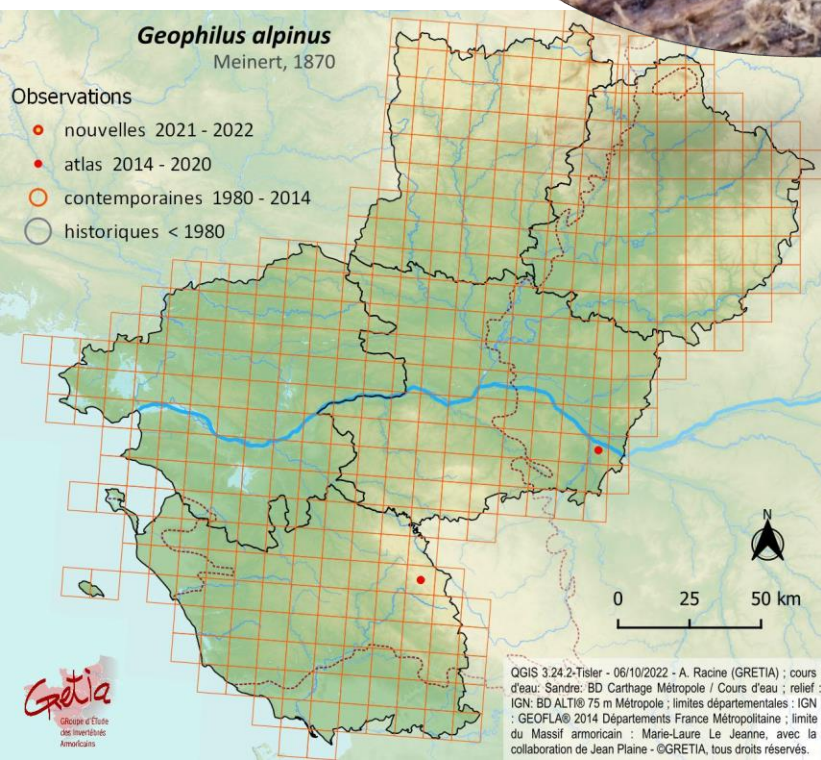 Geophilus alpinus
Meinert, 1870
Observations
nouvelles 2021 - 2022
atlas 2014 - 2020
contemporaines 1980 - 2014
historiques < 1980
N
0 25 50 km
Gretia
GRoupe d'Étude
des Invertébrés
Armoricains
QGIS 3.24.2-Tisler - 06/10/2022 - A. Racine (GRETIA) ; cours
d'eau: Sandre: BD Carthage Métropole / Cours d'eau ; relief :
IGN: BD ALTI® 75 m Métropole ; limites départementales : IGN
: GEOFLA® 2014 Départements France Métropolitaine ; limite
du Massif armoricain : Marie-Laure Le Jeanne, avec la
collaboration de Jean Plaine - ©GRETIA, tous droits réservés.